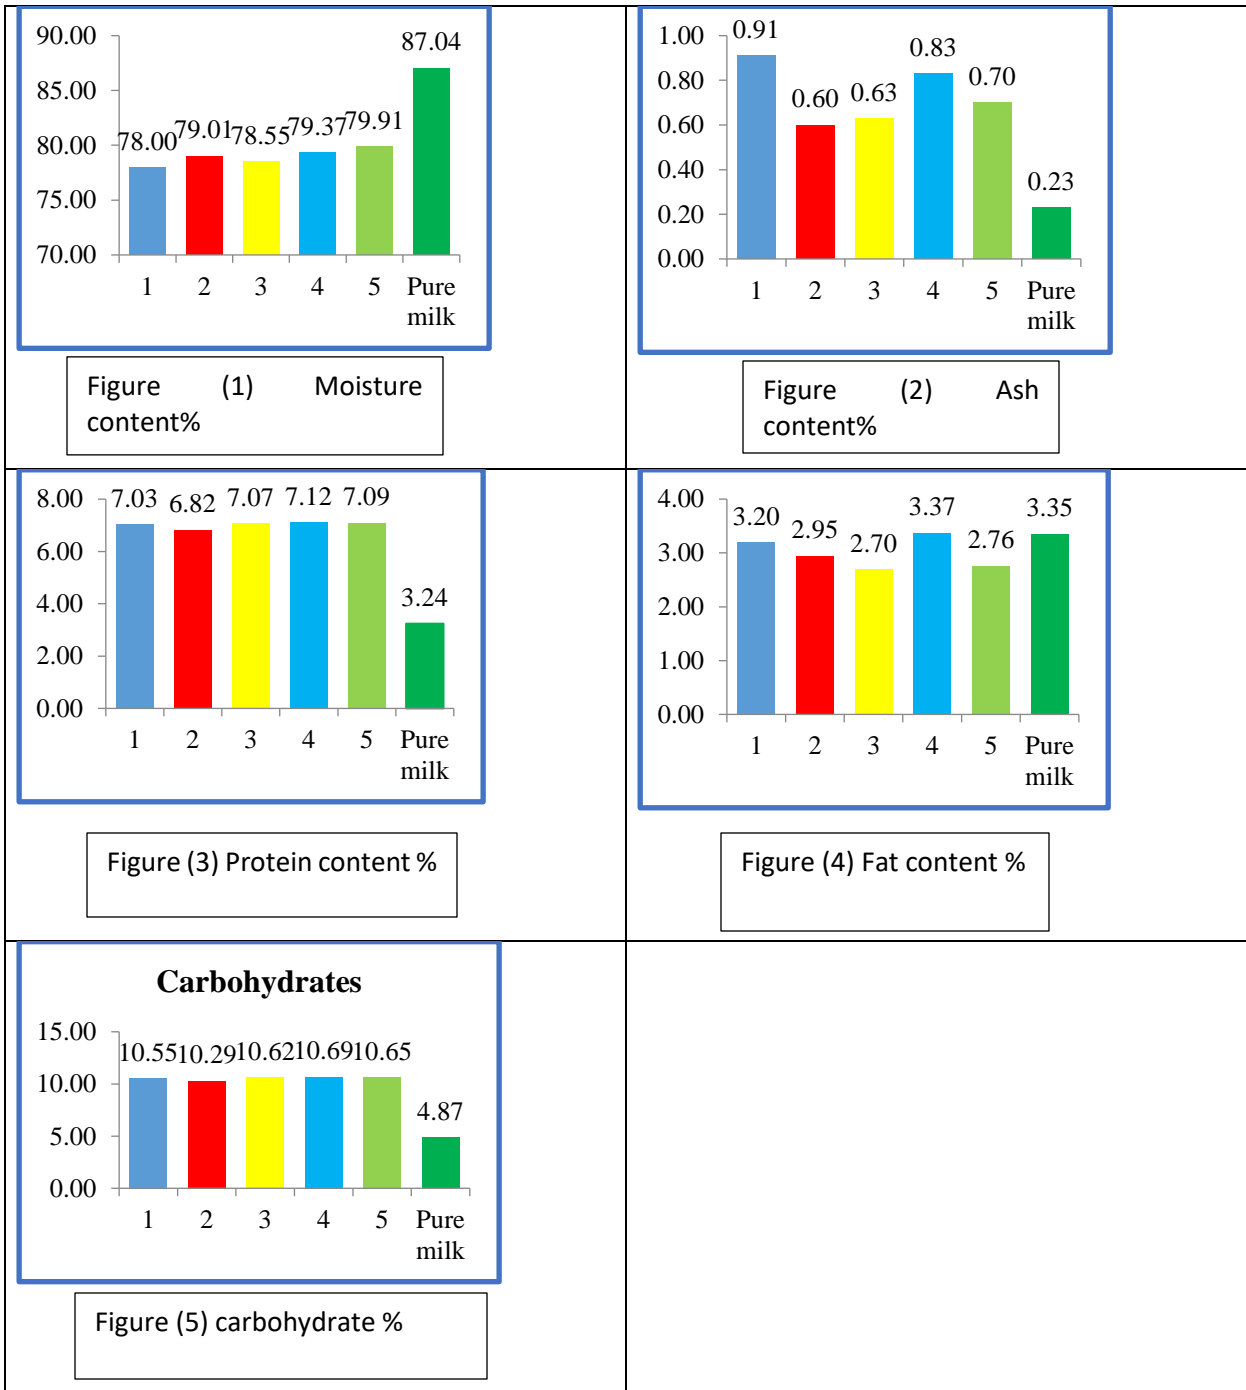 90.00
85.00
80.00
75.00
70.00
78.00 79.01 78.55 79.37 79.91 87.04
1 2 3 4 5 Pure
milk
Figure (1) Moisture
content%
1.00
0.80
0.60
0.40
0.20
0.00
0.91 0.60 0.63 0.83 0.70 0.23
1 2 3 4 5 Pure
milk
Figure (2) Ash
content%
8.00
6.00
4.00
2.00
0.00
7.03 6.82 7.07 7.12 7.09 3.24
1 2 3 4 5 Pure
milk
Figure (3) Protein content %
4.00
3.00
2.00
1.00
0.00
3.20 2.95 2.70 3.37 2.76 3.35
1 2 3 4 5 Pure
milk
Figure (4) Fat content %
Carbohydrates
15.00
10.00
5.00
0.00
10.55 10.29 10.62 10.69 10.65 4.87
1 2 3 4 5 Pure
milk
Figure (5) carbohydrate %